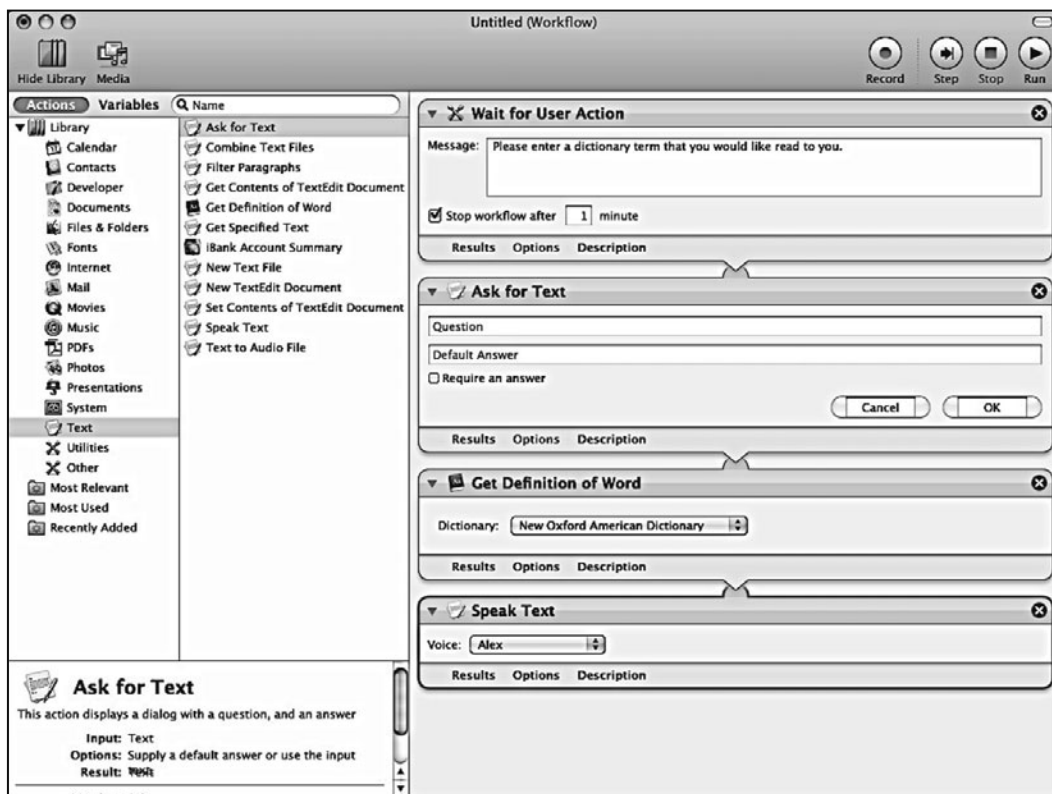 Untitled (Workflow)
Hide Library Media
Record Step Stop Run
Actions Variables Name
Library
Calendar
Contacts
Developer
Documents
Files & Folders
Fonts
Internet
Mail
Movies
Music
PDFs
Photos
Presentations
System
Text
Utilities
Other
Most Relevant
Most Used
Recently Added
Ask for Text
Combine Text Files
Filter Paragraphs
Get Contents of TextEdit Document
Get Definition of Word
Get Specified Text
iBank Account Summary
New Text File
New TextEdit Document
Set Contents of TextEdit Document
Speak Text
Text to Audio File
Ask for Text
This action displays a dialog with a question, and an answer
Input: Text
Options: Supply a default answer or use the input
Result: Text
Wait for User Action
Message: Please enter a dictionary term that you would like read to you.
Stop workflow after 1 minute
Results Options Description
Ask for Text
Question
Default Answer
Require an answer
Cancel OK
Results Options Description
Get Definition of Word
Dictionary: New Oxford American Dictionary
Results Options Description
Speak Text
Voice: Alex
Results Options Description